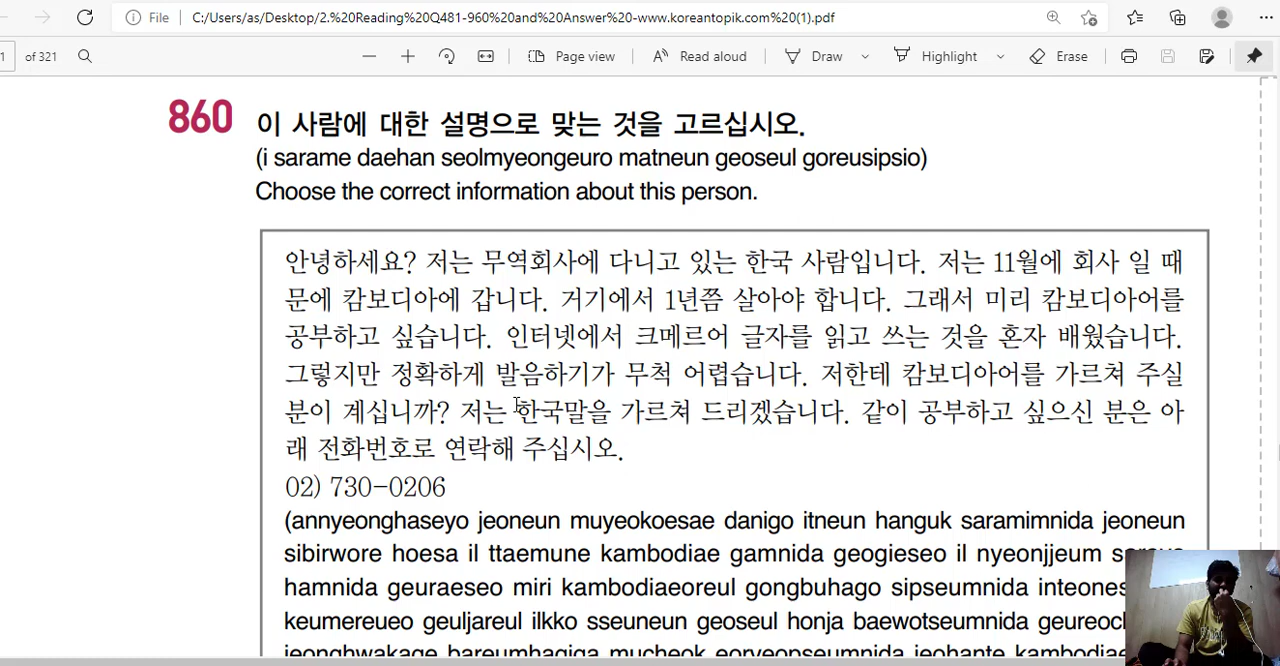 File C:/Users/as/Desktop/2.%20Reading%20Q481-960%20and%20Answer%20-www.koreantopik.com%20(1).pdf
1 of 321 Page view Read aloud Draw Highlight Erase
860 이 사람에 대한 설명으로 맞는 것을 고르십시오.
(i sarame daehan seolmyeongeuro matneun geoseul goreusipsio)
Choose the correct information about this person.
안녕하세요? 저는 무역회사에 다니고 있는 한국 사람입니다. 저는 11월에 회사 일 때
문에 캄보디아에 갑니다. 거기에서 1년쯤 살아야 합니다. 그래서 미리 캄보디아어를
공부하고 싶습니다. 인터넷에서 크메르어 글자를 읽고 쓰는 것을 혼자 배웠습니다.
그렇지만 정확하게 발음하기가 무척 어렵습니다. 저한테 캄보디아어를 가르쳐 주실
분이 계십니까? 저는 한국말을 가르쳐 드리겠습니다. 같이 공부하고 싶으신 분은 아
래 전화번호로 연락해 주십시오.
02) 730-0206
(annyeonghaseyo jeoneun muyeokoesae danigo itneun hanguk saramimnida jeoneun
sibirwore hoesa il ttaemune kambodiae gamnida geogieseo il nyeonjjeum
hamnida geuraeseo miri kambodiaeoreul gongbuhago sipseumnida
keumereueo geuljareul ilkko sseuneun geoseul honja baewotseumnida
jeonghwakage bareumhagiga mucheok eoryeopseumnida jeohante